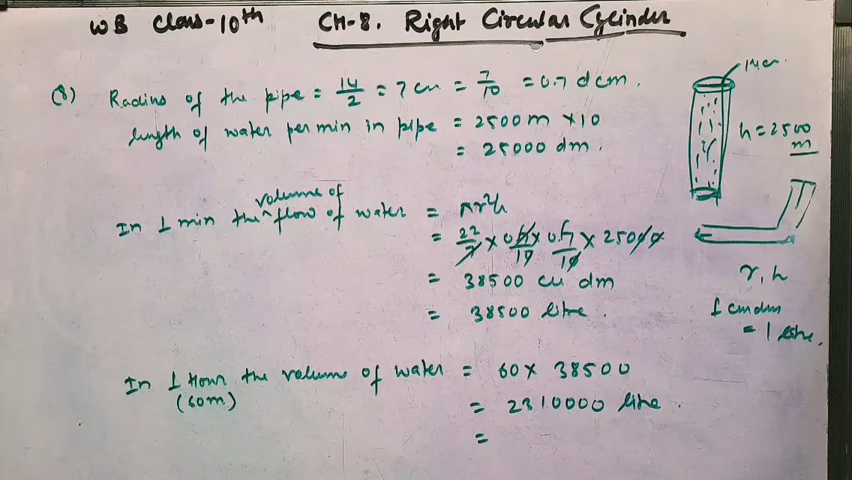 WB Class-10th CH-8. Right Circular Cylinder
(8) Radius of the pipe = 14/2 = 7 cm = 7/10 = 0.7 dcm.
length of water per min in pipe = 2500 m × 10
= 25000 dm.
In 1 min the ^ volume of flow of water = πr²h
= 22/7 × 0.7/10 × 0.7/10 × 25000
= 38500 cu dm
= 38500 litre.
In 1 Hour the volume of water = 60 × 38500
(60m)
= 2310000 litre.
=
14 cm.
h = 2500
m
r, h
1 cu dm
= 1 litre.